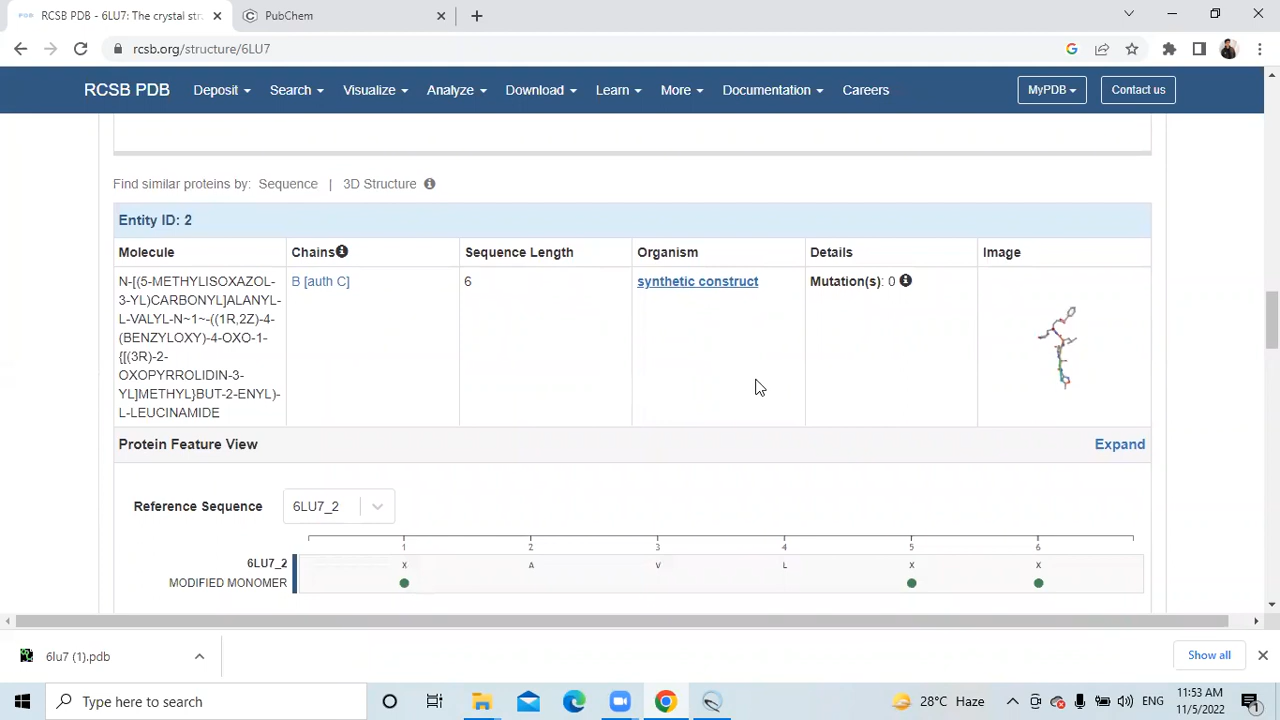 RCSB PDB - 6LU7: The crystal str
PubChem
rcsb.org/structure/6LU7
RCSB PDB Deposit Search Visualize Analyze Download Learn More Documentation Careers MyPDB Contact us
Find similar proteins by: Sequence | 3D Structure
Entity ID: 2
Molecule Chains Sequence Length Organism Details Image
N-[(5-METHYLISOXAZOL-
3-YL)CARBONYL]ALANYL-
L-VALYL-N~1~-((1R,2Z)-4-
(BENZYLOXY)-4-OXO-1-
{[(3R)-2-
OXOPYRROLIDIN-3-
YL]METHYL}BUT-2-ENYL)-
L-LEUCINAMIDE
B [auth C]
6
synthetic construct
Mutation(s): 0
Protein Feature View Expand
Reference Sequence 6LU7_2
1 2 3 4 5 6
6LU7_2 X A V L X X
MODIFIED MONOMER
6lu7 (1).pdb Show all
Type here to search
28°C Haze
ENG
11:53 AM
11/5/2022
1